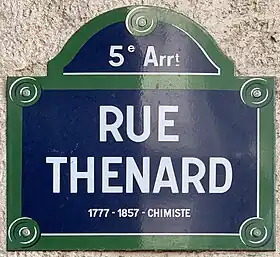 5e Arrt
RUE
THENARD
1777 - 1857 - CHIMISTE